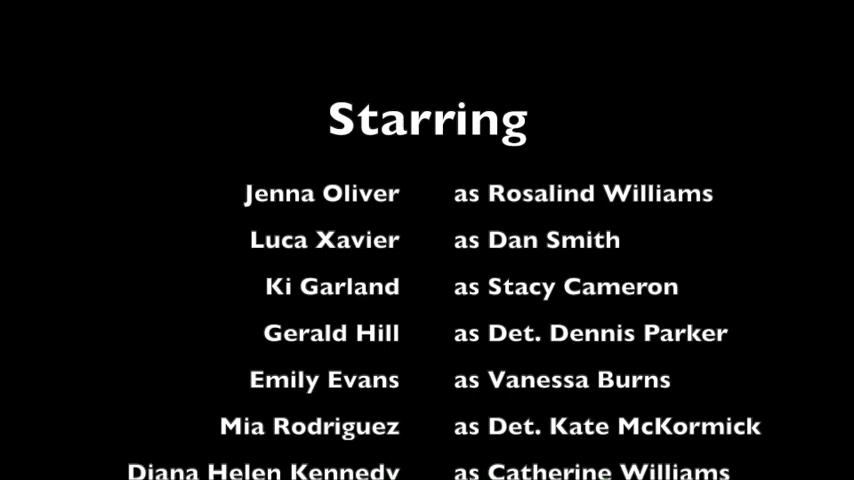 Starring
Jenna Oliver as Rosalind Williams
Luca Xavier as Dan Smith
Ki Garland as Stacy Cameron
Gerald Hill as Det. Dennis Parker
Emily Evans as Vanessa Burns
Mia Rodriguez as Det. Kate McKormick
Diana Helen Kennedy as Catherine Williams